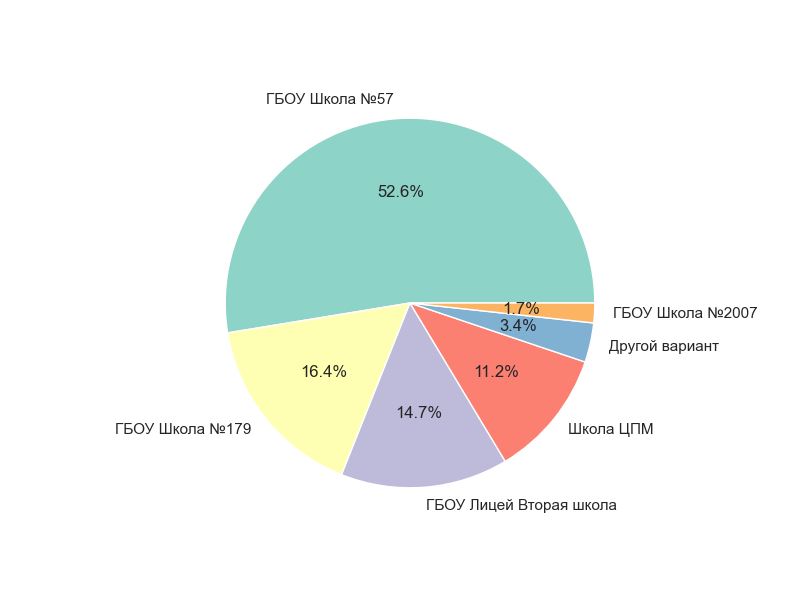 ГБОУ Школа №57
52.6%
1.7%
ГБОУ Школа №2007
3.4%
Другой вариант
16.4%
11.2%
14.7%
ГБОУ Школа №179
Школа ЦПМ
ГБОУ Лицей Вторая школа